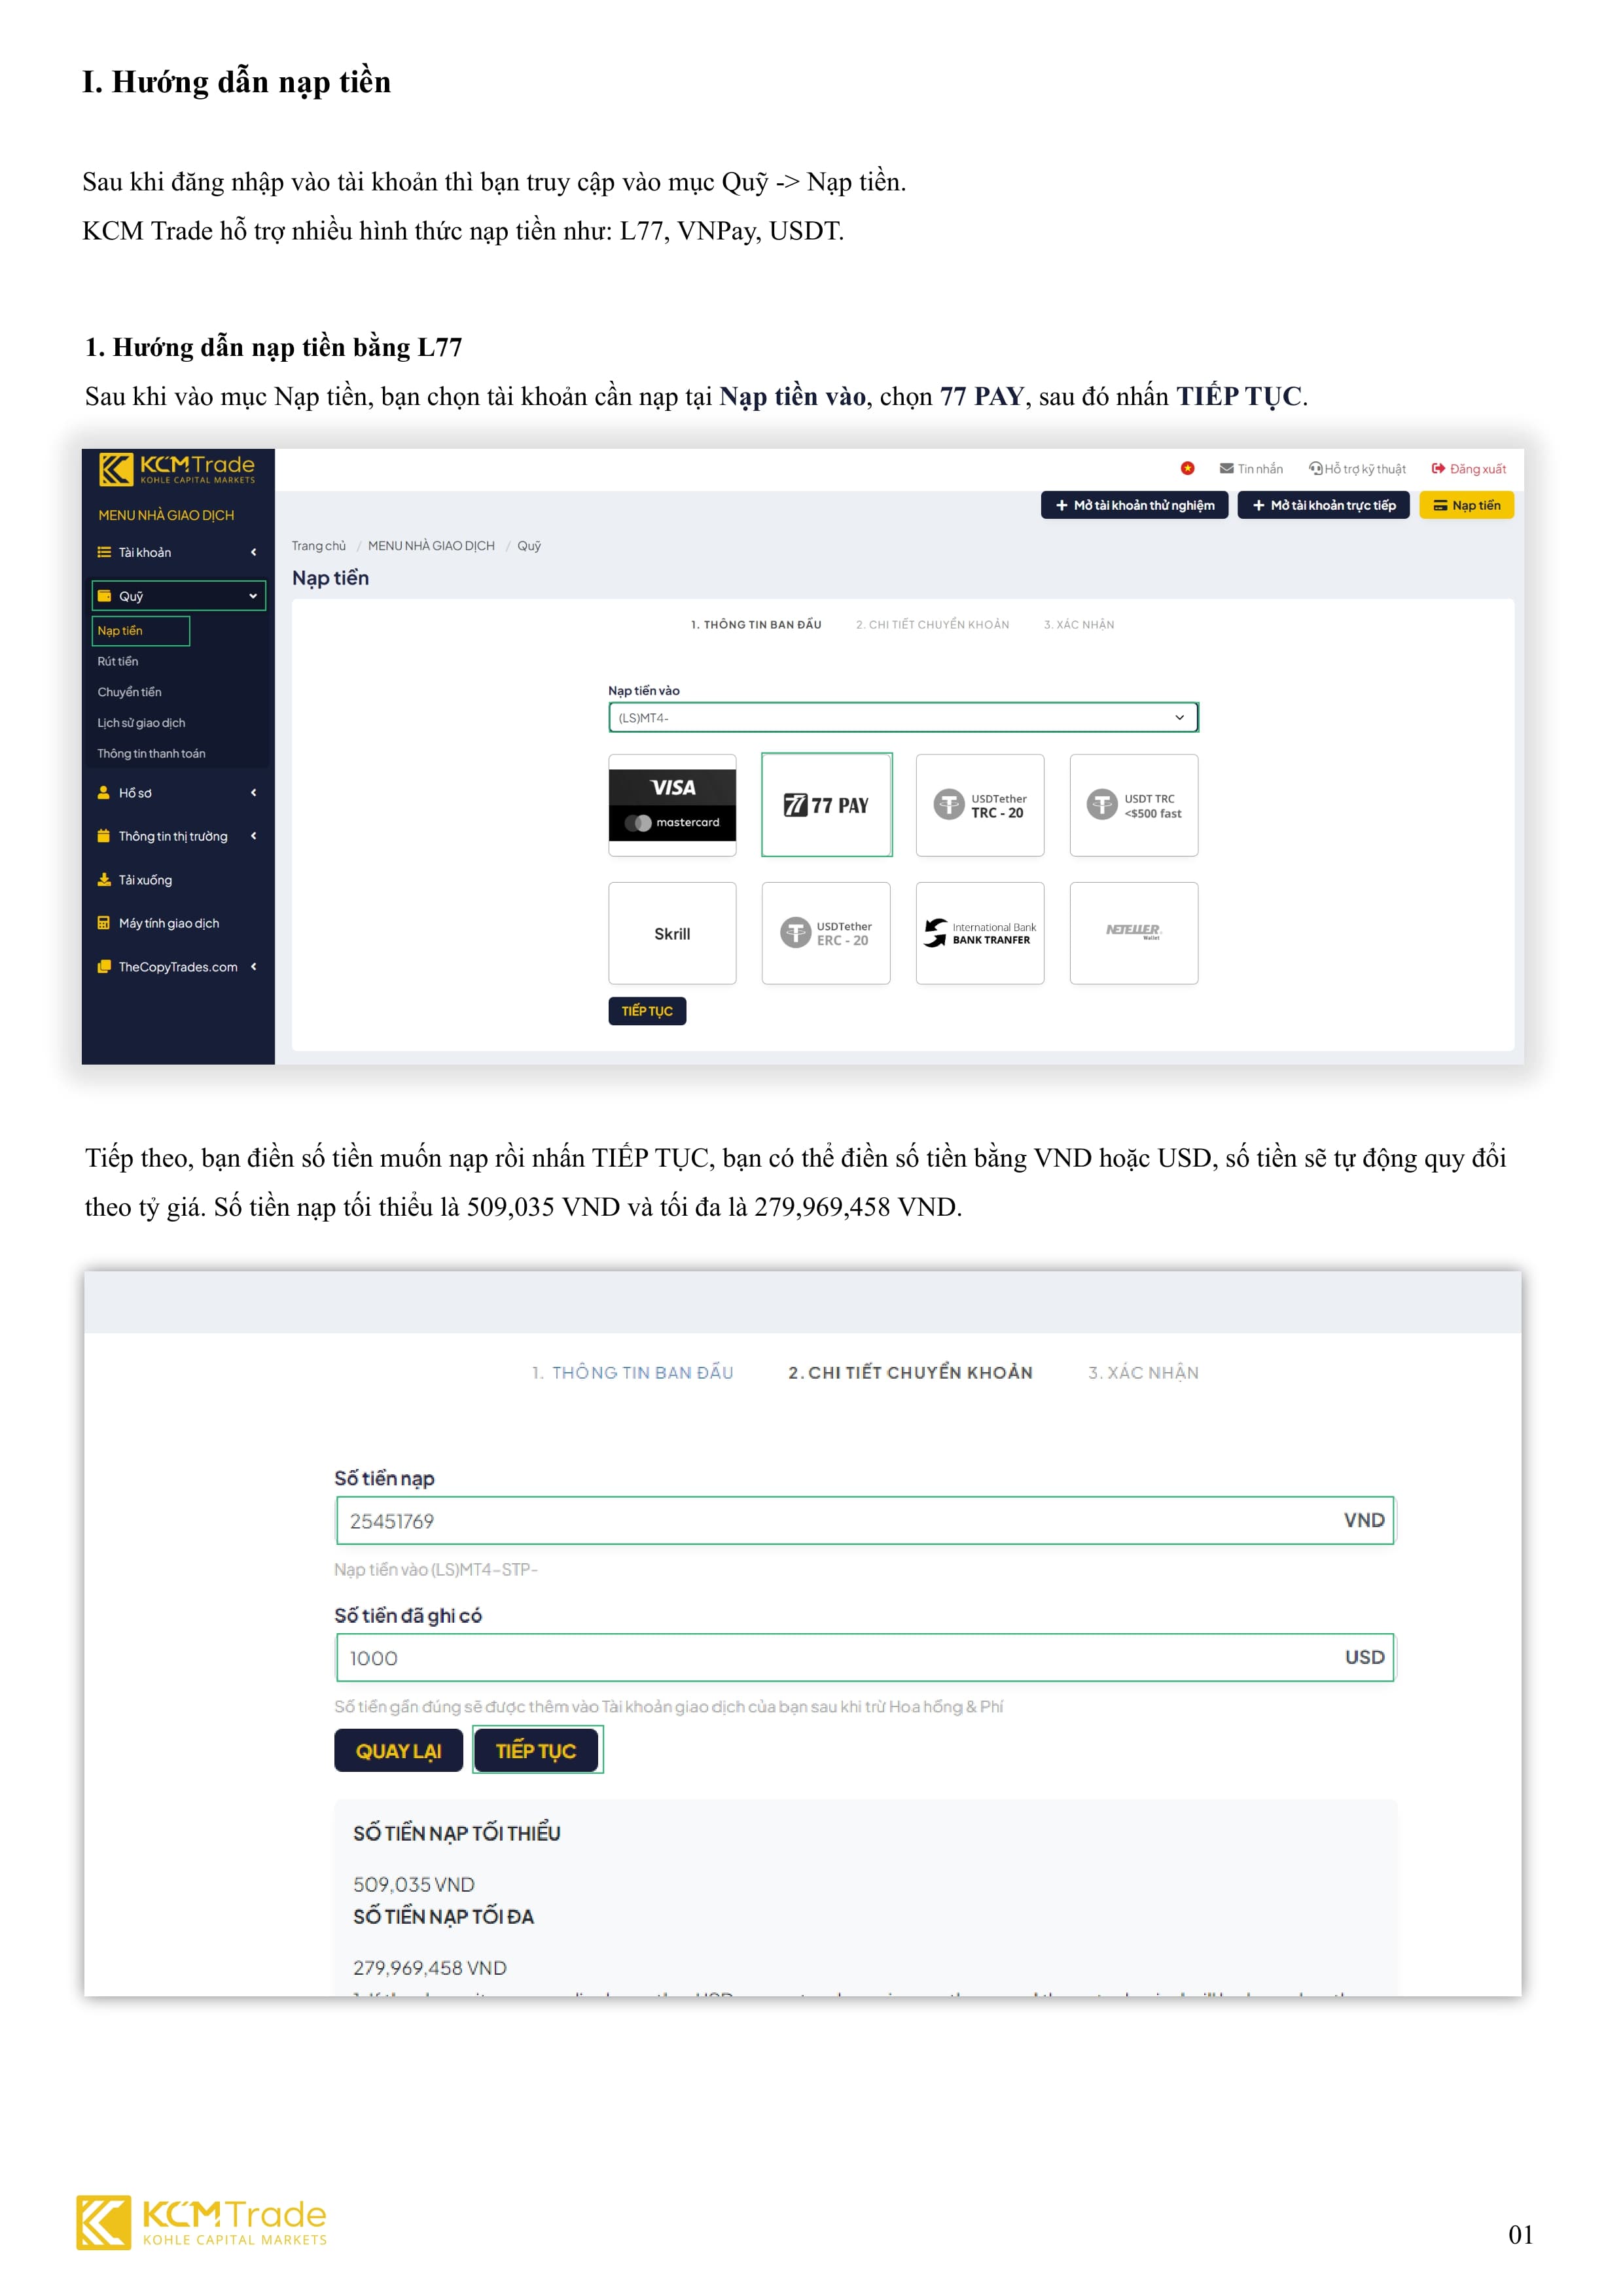 I. Hướng dẫn nạp tiền
Sau khi đăng nhập vào tài khoản thì bạn truy cập vào mục Quỹ -> Nạp tiền.
KCM Trade hỗ trợ nhiều hình thức nạp tiền như: L77, VNPay, USDT.
1. Hướng dẫn nạp tiền bằng L77
Sau khi vào mục Nạp tiền, bạn chọn tài khoản cần nạp tại Nạp tiền vào, chọn 77 PAY, sau đó nhấn TIẾP TỤC.
KCMTrade
KOHLE CAPITAL MARKETS
Tin nhắn Hỗ trợ kỹ thuật Đăng xuất
+ Mở tài khoản thử nghiệm + Mở tài khoản trực tiếp Nạp tiền
MENU NHÀ GIAO DỊCH
Tài khoản
Quỹ
Nạp tiền
Rút tiền
Chuyển tiền
Lịch sử giao dịch
Thông tin thanh toán
Hồ sơ
Thông tin thị trường
Tải xuống
Máy tính giao dịch
TheCopyTrades.com
Trang chủ / MENU NHÀ GIAO DỊCH / Quỹ
Nạp tiền
1. THÔNG TIN BAN ĐẦU 2. CHI TIẾT CHUYỂN KHOẢN 3. XÁC NHẬN
Nạp tiền vào
(LS)MT4-
VISA
mastercard
77 77 PAY
USDTether
TRC - 20
USDT TRC
<$500 fast
Skrill
USDTether
ERC - 20
International Bank
BANK TRANFER
NETELLER
Wallet
TIẾP TỤC
Tiếp theo, bạn điền số tiền muốn nạp rồi nhấn TIẾP TỤC, bạn có thể điền số tiền bằng VND hoặc USD, số tiền sẽ tự động quy đổi
theo tỷ giá. Số tiền nạp tối thiểu là 509,035 VND và tối đa là 279,969,458 VND.
1. THÔNG TIN BAN ĐẦU 2. CHI TIẾT CHUYỂN KHOẢN 3. XÁC NHẬN
Số tiền nạp
25451769 VND
Nạp tiền vào (LS)MT4-STP-
Số tiền đã ghi có
1000 USD
Số tiền gần đúng sẽ được thêm vào Tài khoản giao dịch của bạn sau khi trừ Hoa hồng & Phí
QUAY LẠI TIẾP TỤC
SỐ TIỀN NẠP TỐI THIỂU
509,035 VND
SỐ TIỀN NẠP TỐI ĐA
279,969,458 VND
KCMTrade
KOHLE CAPITAL MARKETS
01